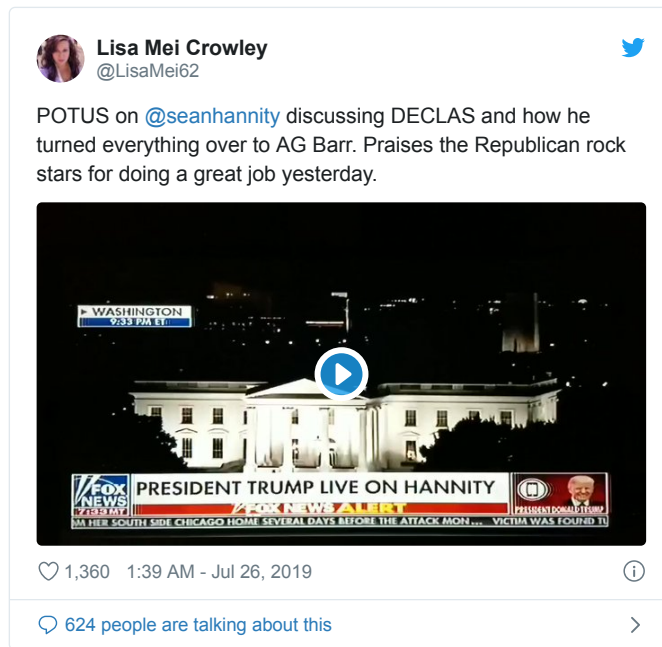 Lisa Mei Crowley
@LisaMei62
POTUS on @seanhannity discussing DECLAS and how he
turned everything over to AG Barr. Praises the Republican rock
stars for doing a great job yesterday.
WASHINGTON
9:33 PM ET
FOX
NEWS
7:33 MT
PRESIDENT TRUMP LIVE ON HANNITY
FOX NEWS ALERT
PRESIDENT DONALD TRUMP
M HER SOUTH SIDE CHICAGO HOME SEVERAL DAYS BEFORE THE ATTACK MON... VICTIM WAS FOUND
1,360 1:39 AM - Jul 26, 2019
624 people are talking about this